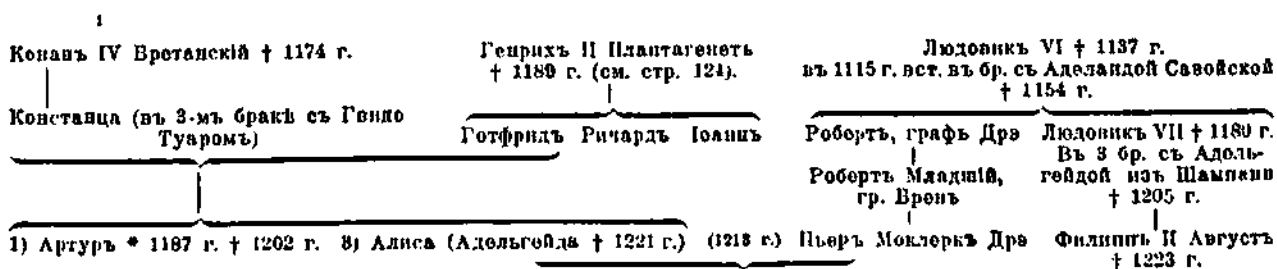 1
Конанъ IV Бретанскій † 1174 г.
Генрихъ II Плантагенетъ
† 1189 г. (см. стр. 124).
Людовикъ VI † 1137 г.
въ 1115 г. вст. въ бр. съ Аделаидой Савойской
† 1154 г.
Констанца (въ 3-мъ бракѣ съ Гвидо
Туаромъ)
Готфридъ Ричардъ Іоаннъ
Робертъ, графъ Дрэ
Робертъ Младшій,
гр. Бренъ
Людовикъ VII † 1180 г.
Въ 3 бр. съ Адель-
гейдой изъ Шампани
† 1205 г.
1) Артуръ * 1187 г. † 1202 г. 3) Алиса (Адельгейда † 1221 г.) (1213 г.) Пьеръ Моклеркъ Дрэ
Филиппъ II Августъ
† 1223 г.